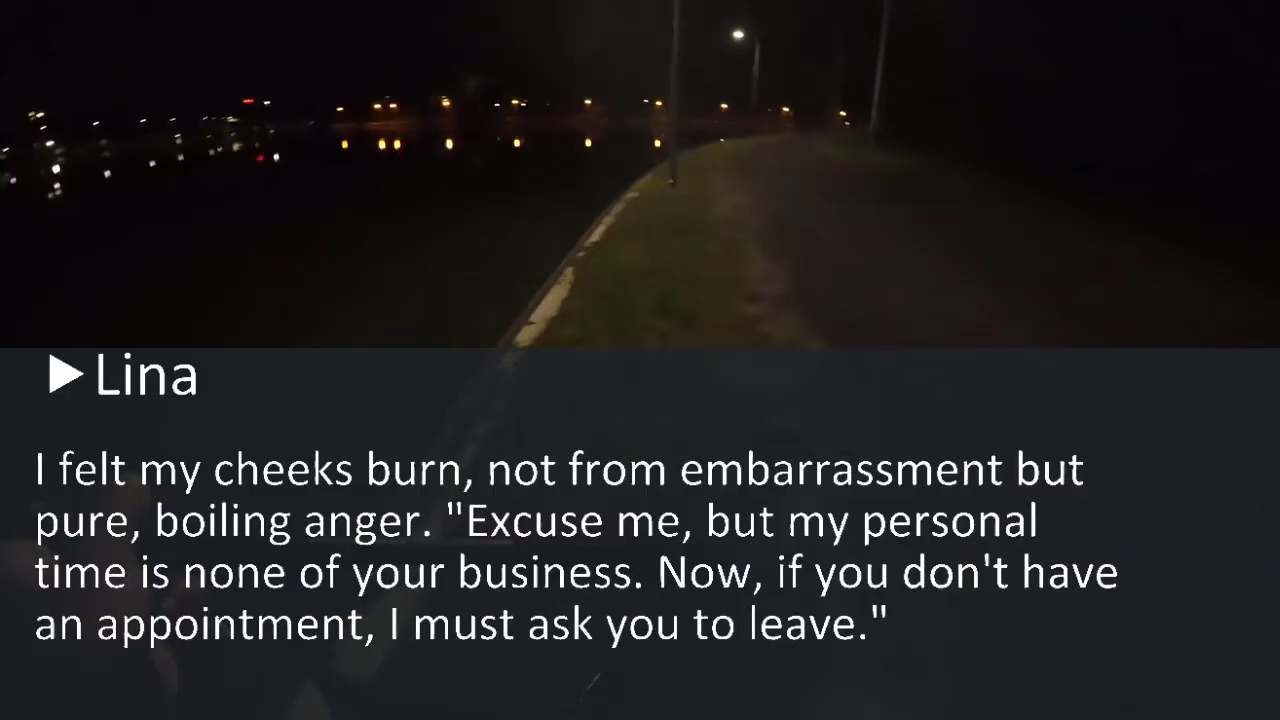 Lina
I felt my cheeks burn, not from embarrassment but
pure, boiling anger. "Excuse me, but my personal
time is none of your business. Now, if you don't have
an appointment, I must ask you to leave."